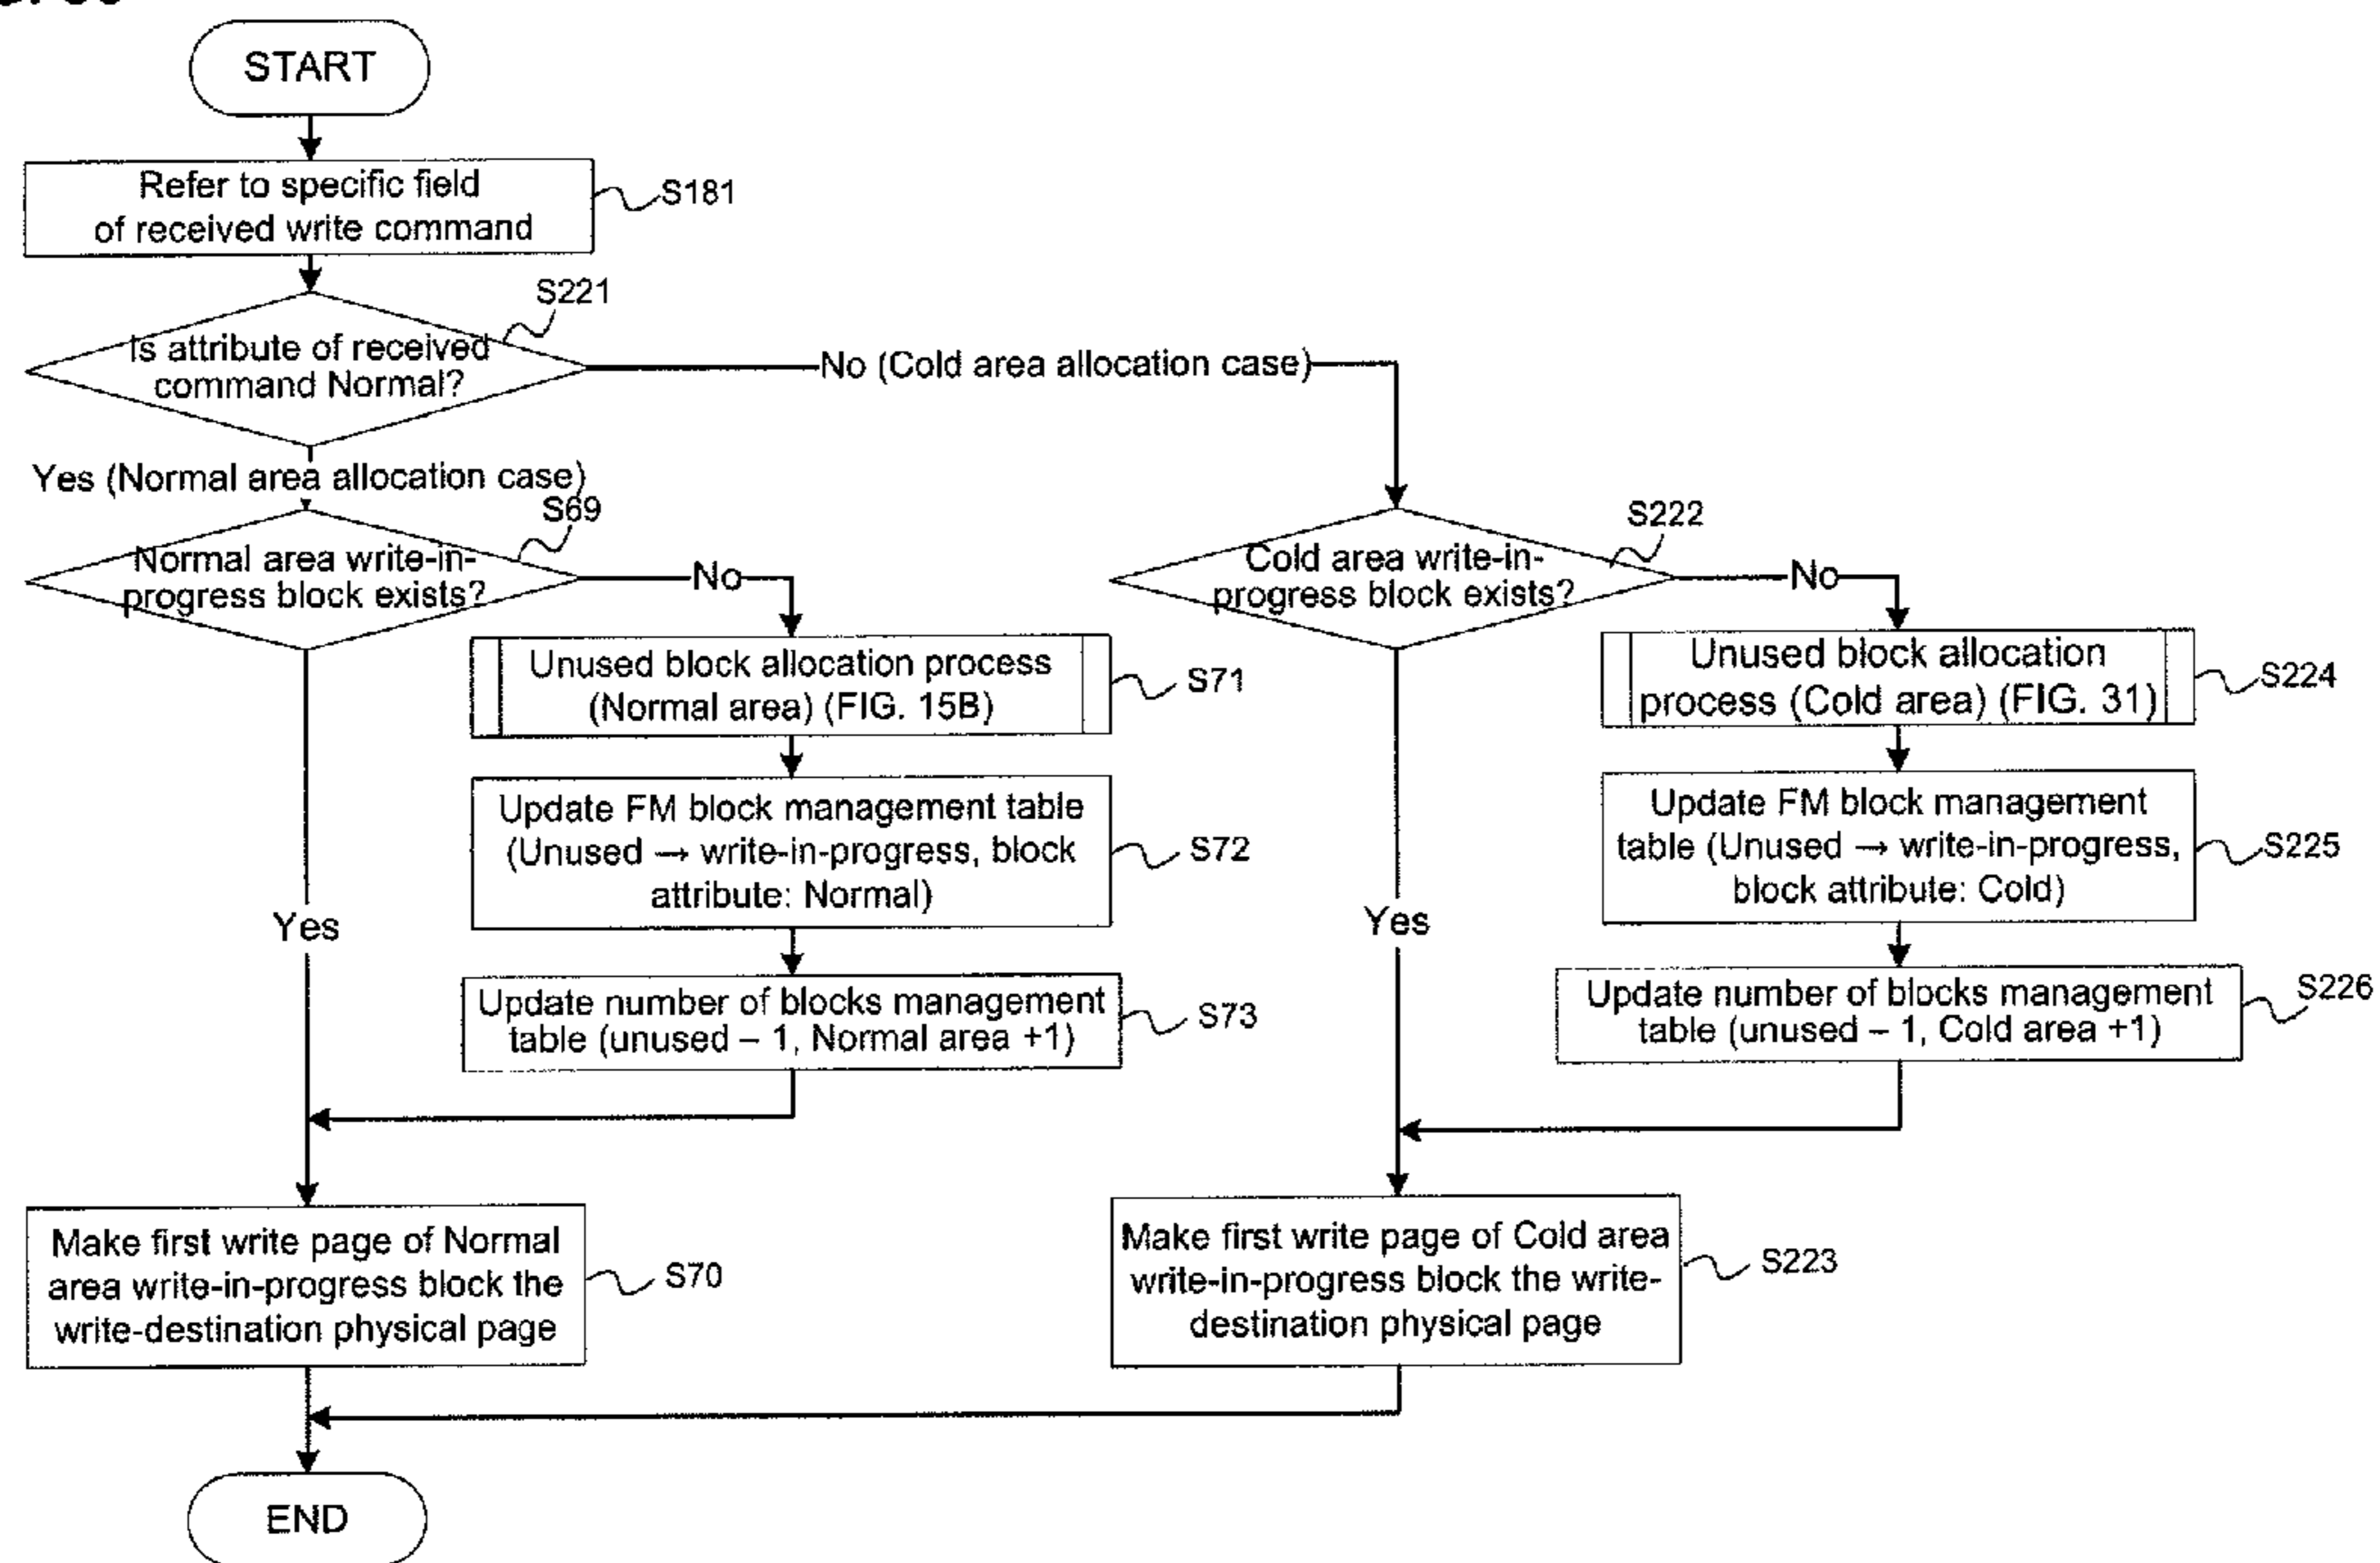 START
Refer to specific field
of received write command
S181
S221
Is attribute of received
command Normal?
No (Cold area allocation case)
Yes (Normal area allocation case)
S69
Normal area write-in-
progress block exists?
No
S222
Cold area write-in-
progress block exists?
No
Unused block allocation process
(Normal area) (FIG. 15B)
S71
Unused block allocation
process (Cold area) (FIG. 31)
S224
Update FM block management table
(Unused → write-in-progress, block
attribute: Normal)
S72
Update FM block management
table (Unused → write-in-progress,
block attribute: Cold)
S225
Yes
Yes
Update number of blocks management
table (unused – 1, Normal area +1)
S73
Update number of blocks management
table (unused – 1, Cold area +1)
S226
Make first write page of Normal
area write-in-progress block the
write-destination physical page
S70
Make first write page of Cold area
write-in-progress block the write-
destination physical page
S223
END